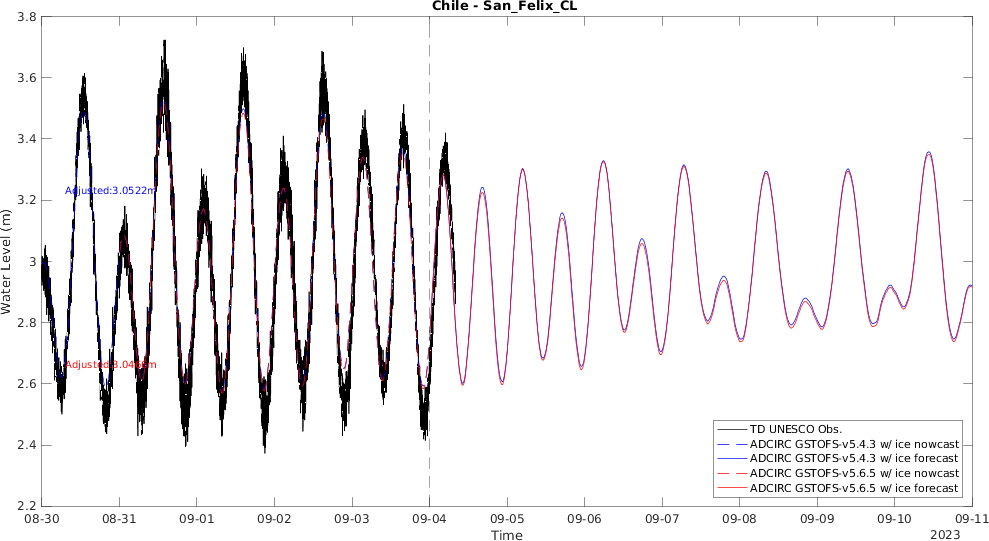 Chile - San_Felix_CL
3.8
3.6
3.4
3.2
3
2.8
2.6
2.4
2.2
Water Level (m)
Adjusted:3.0522m
08-30
08-31
09-01
09-02
09-03
09-04
09-05
09-06
09-07
09-08
09-09
09-10
09-11
Time
2023
TD UNESCO Obs.
ADCIRC GSTOFS-v5.4.3 w/ ice nowcast
ADCIRC GSTOFS-v5.4.3 w/ ice forecast
ADCIRC GSTOFS-v5.6.5 w/ ice nowcast
ADCIRC GSTOFS-v5.6.5 w/ ice forecast